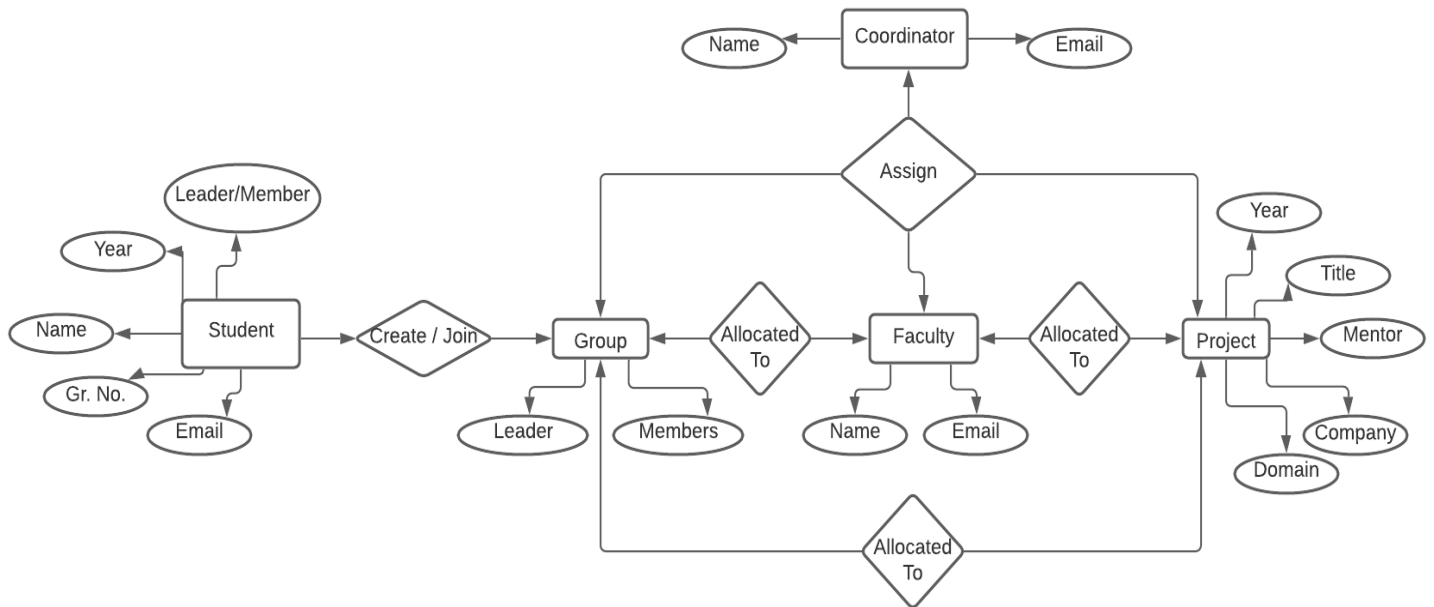 Coordinator
Name
Email
Assign
Leader/Member
Year
Year
Title
Name
Student
Create / Join
Group
Allocated
To
Faculty
Allocated
To
Project
Mentor
Gr. No.
Email
Leader
Members
Name
Email
Company
Domain
Allocated
To